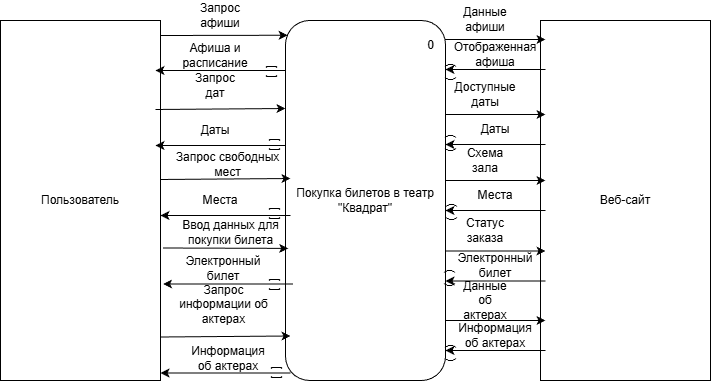 Запрос
афиши
Афиша и
расписание
Запрос
дат
Даты
Запрос свободных
мест
Места
Ввод данных для
покупки билета
Электронный
билет
Запрос
информации об
актерах
Информация
об актерах
Пользователь
0
Покупка билетов в театр
"Квадрат"
Данные
афиши
Отображенная
афиша
Доступные
даты
Даты
Схема
зала
Места
Статус
заказа
Электронный
билет
Данные
об
актерах
Информация
об актерах
Веб-сайт